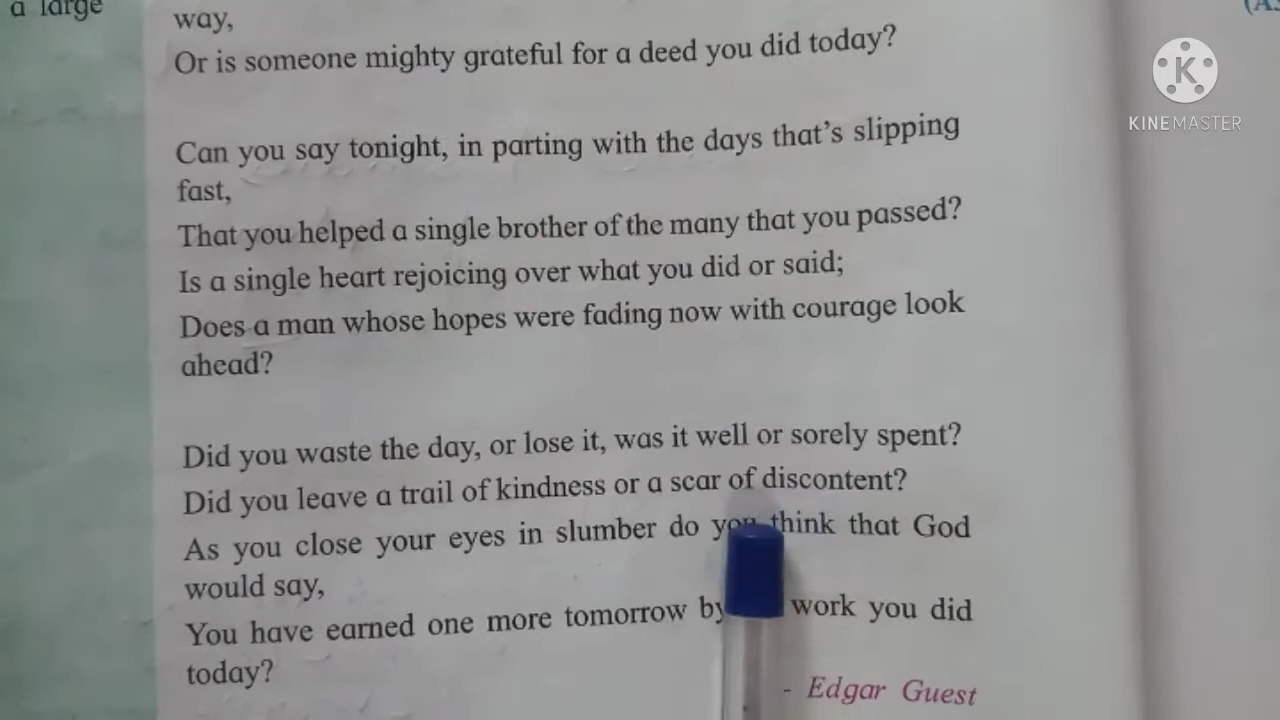 a large
way,
Or is someone mighty grateful for a deed you did today?
Can you say tonight, in parting with the days that's slipping
fast,
That you helped a single brother of the many that you passed?
Is a single heart rejoicing over what you did or said;
Does a man whose hopes were fading now with courage look
ahead?
Did you waste the day, or lose it, was it well or sorely spent?
Did you leave a trail of kindness or a scar of discontent?
As you close your eyes in slumber do you think that God
would say,
You have earned one more tomorrow by work you did
today?
- Edgar Guest
K
KINEMASTER